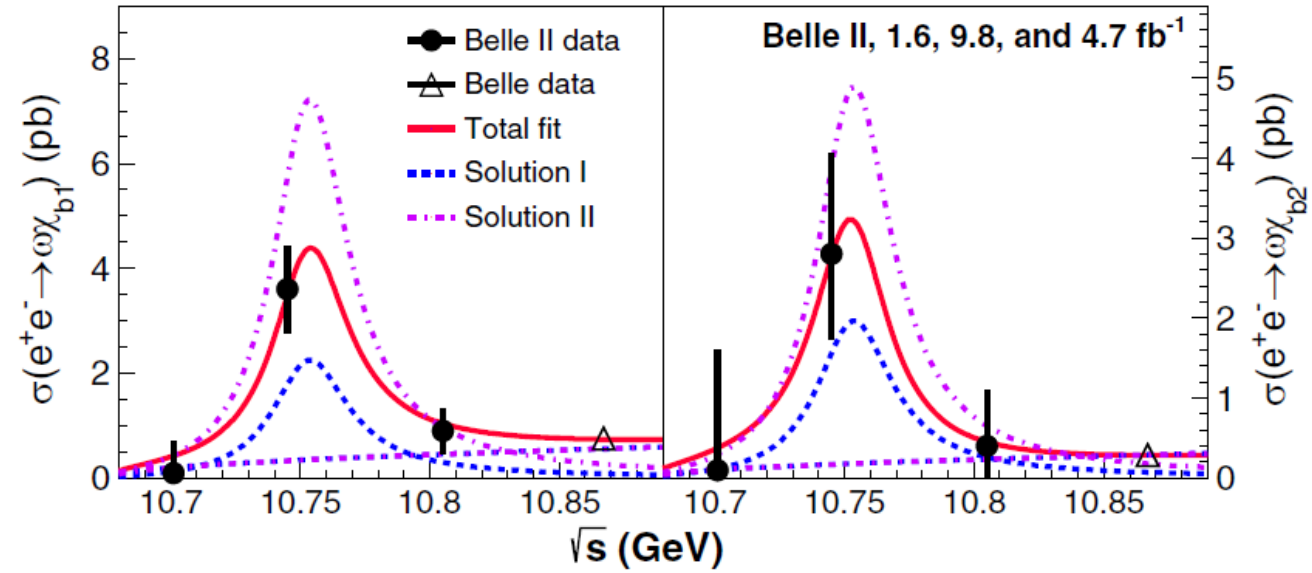 Belle II data
Belle data
Total fit
Solution I
Solution II
Belle II, 1.6, 9.8, and 4.7 fb⁻¹
σ(e⁺e⁻→ωχ_b1) (pb)
8
6
4
2
0
10.7 10.75 10.8 10.85
10.7 10.75 10.8 10.85
5
4
3
2
1
0
σ(e⁺e⁻→ωχ_b2) (pb)
√s (GeV)